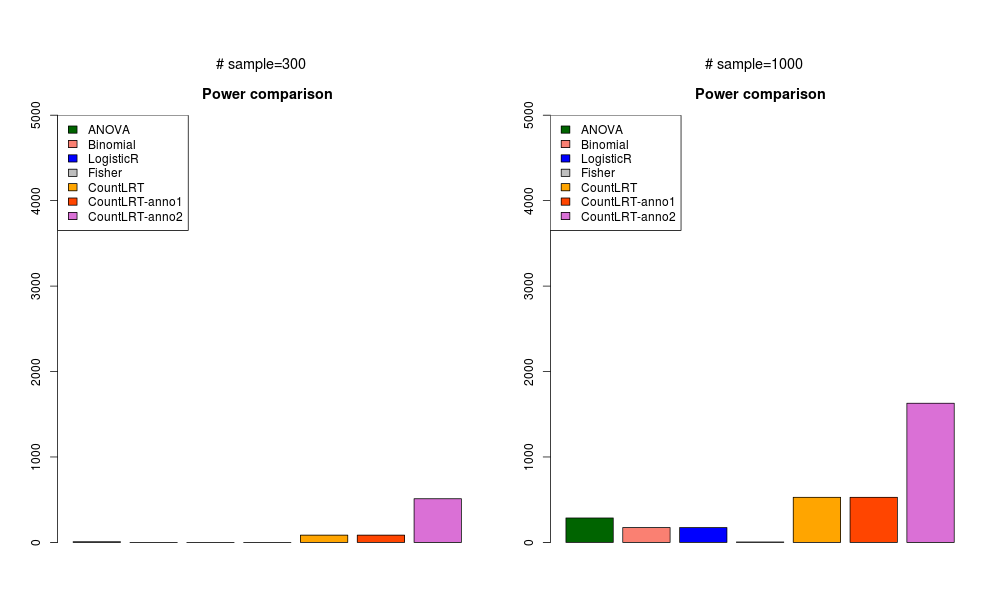 # sample=300
Power comparison
5000
4000
3000
2000
1000
0
ANOVA
Binomial
LogisticR
Fisher
CountLRT
CountLRT-anno1
CountLRT-anno2
# sample=1000
Power comparison
5000
4000
3000
2000
1000
0
ANOVA
Binomial
LogisticR
Fisher
CountLRT
CountLRT-anno1
CountLRT-anno2